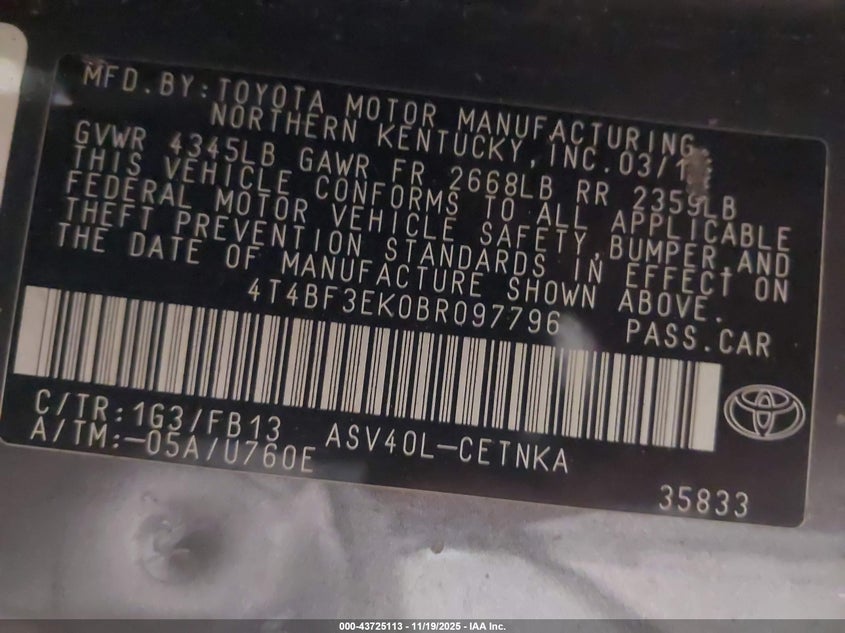 MFD.BY:TOYOTA MOTOR MANUFACTURING
NORTHERN KENTUCKY,INC.
GVWR 4345LB GAWR FR 2668LB RR 2359LB
THIS VEHICLE CONFORMS TO ALL APPLICABLE
FEDERAL MOTOR VEHICLE SAFETY,BUMPER,AND
THEFT PREVENTION STANDARDS IN EFFECT ON
THE DATE OF MANUFACTURE SHOWN ABOVE.
4T4BF3EK0BR097796 PASS.CAR
C/TR:1G3/FB13
A/TM:-05A/U760E ASV40L-CETNKA
35833
000-43725113 - 11/19/2025 - IAA Inc.